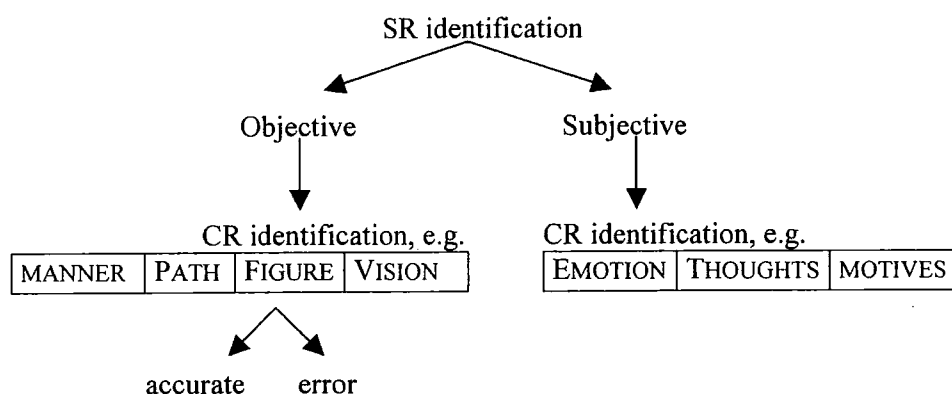 SR identification
Objective Subjective
CR identification, e.g. CR identification, e.g.
MANNER PATH FIGURE VISION EMOTION THOUGHTS MOTIVES
accurate error